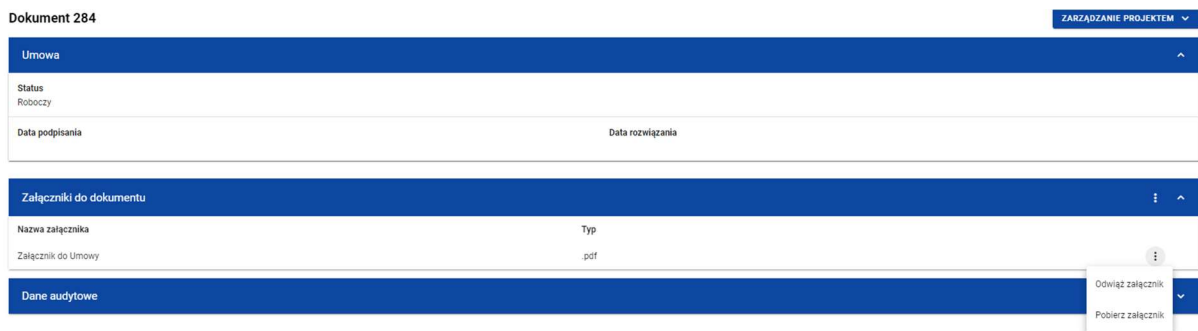 Dokument 284
ZARZĄDZANIE PROJEKTEM
Umowa
Status
Roboczy
Data podpisania Data rozwiązania
Załączniki do dokumentu
Nazwa załącznika Typ
Załącznik do Umowy .pdf
Odwiąż załącznik
Dane audytowe
Pobierz załącznik